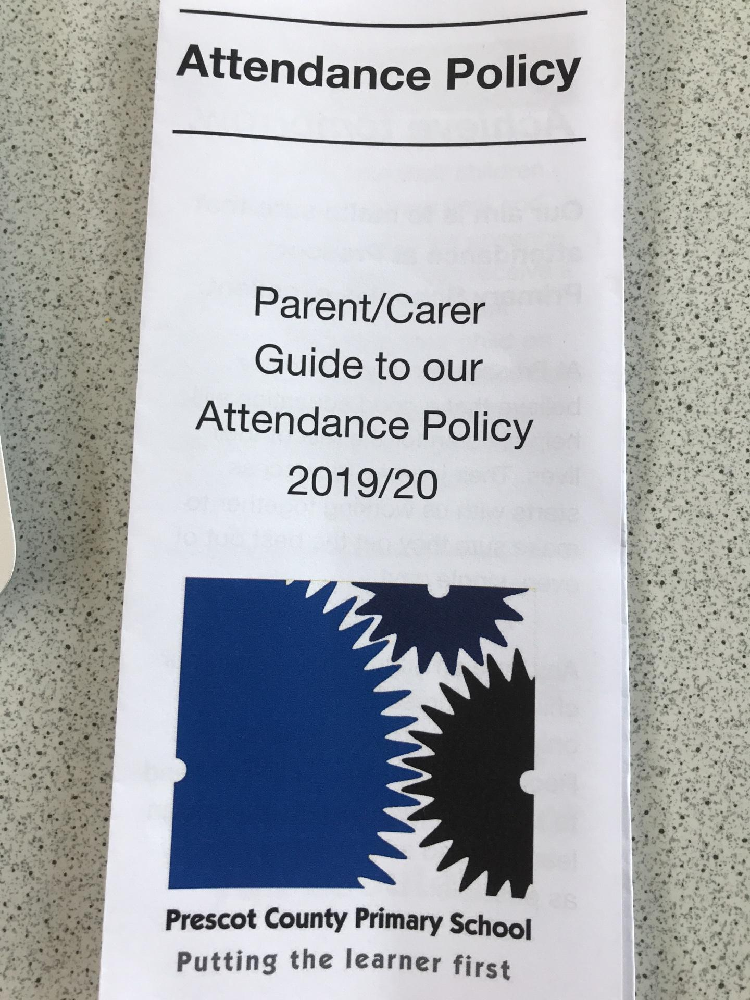 Attendance Policy
Parent/Carer
Guide to our
Attendance Policy
2019/20
Prescot County Primary School
Putting the learner first